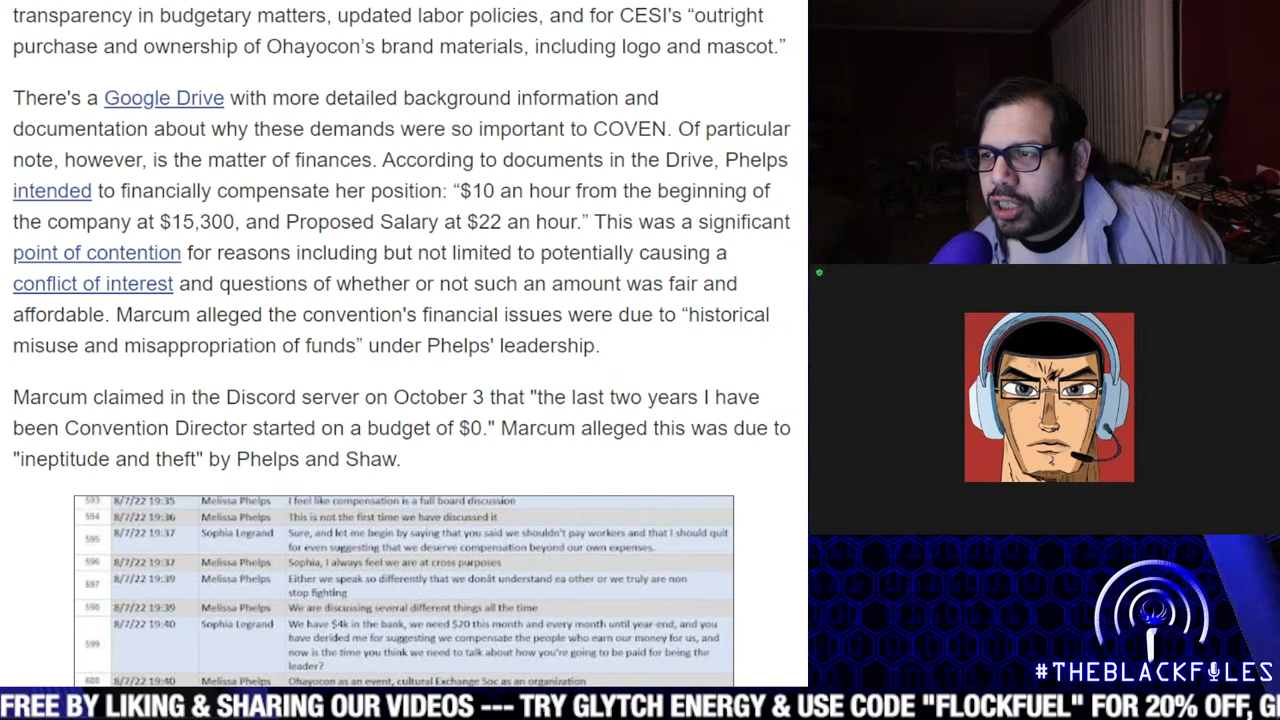 transparency in budgetary matters, updated labor policies, and for CESI's “outright
purchase and ownership of Ohayocon’s brand materials, including logo and mascot.”
There's a Google Drive with more detailed background information and
documentation about why these demands were so important to COVEN. Of particular
note, however, is the matter of finances. According to documents in the Drive, Phelps
intended to financially compensate her position: “$10 an hour from the beginning of
the company at $15,300, and Proposed Salary at $22 an hour.” This was a significant
point of contention for reasons including but not limited to potentially causing a
conflict of interest and questions of whether or not such an amount was fair and
affordable. Marcum alleged the convention's financial issues were due to “historical
misuse and misappropriation of funds” under Phelps' leadership.
Marcum claimed in the Discord server on October 3 that "the last two years I have
been Convention Director started on a budget of $0." Marcum alleged this was due to
"ineptitude and theft" by Phelps and Shaw.
593 8/7/22 19:35 Melissa Phelps I feel like compensation is a full board discussion
594 8/7/22 19:36 Melissa Phelps This is not the first time we have discussed it
595 8/7/22 19:37 Sophia Legrand Sure, and let me begin by saying that you said we shouldn't pay workers and that I should quit
for even suggesting that we deserve compensation beyond our own expenses.
596 8/7/22 19:37 Melissa Phelps Sophia, I always feel we are at cross purposes
597 8/7/22 19:39 Melissa Phelps Either we speak so differently that we donât understand ea other or we truly are non
stop fighting
598 8/7/22 19:39 Melissa Phelps We are discussing several different things all the time
599 8/7/22 19:40 Sophia Legrand We have $4k in the bank, we need $20 this month and every month until year-end, and you
have derided me for suggesting we compensate the people who earn our money for us, and
now is the time you think we need to talk about how you're going to be paid for being the
leader?
600 8/7/22 19:40 Melissa Phelps Ohayocon as an event, cultural Exchange Soc as an organization
#THEBLACKFILES
FREE BY LIKING & SHARING OUR VIDEOS --- TRY GLYTCH ENERGY & USE CODE "FLOCKFUEL" FOR 20% OFF, G